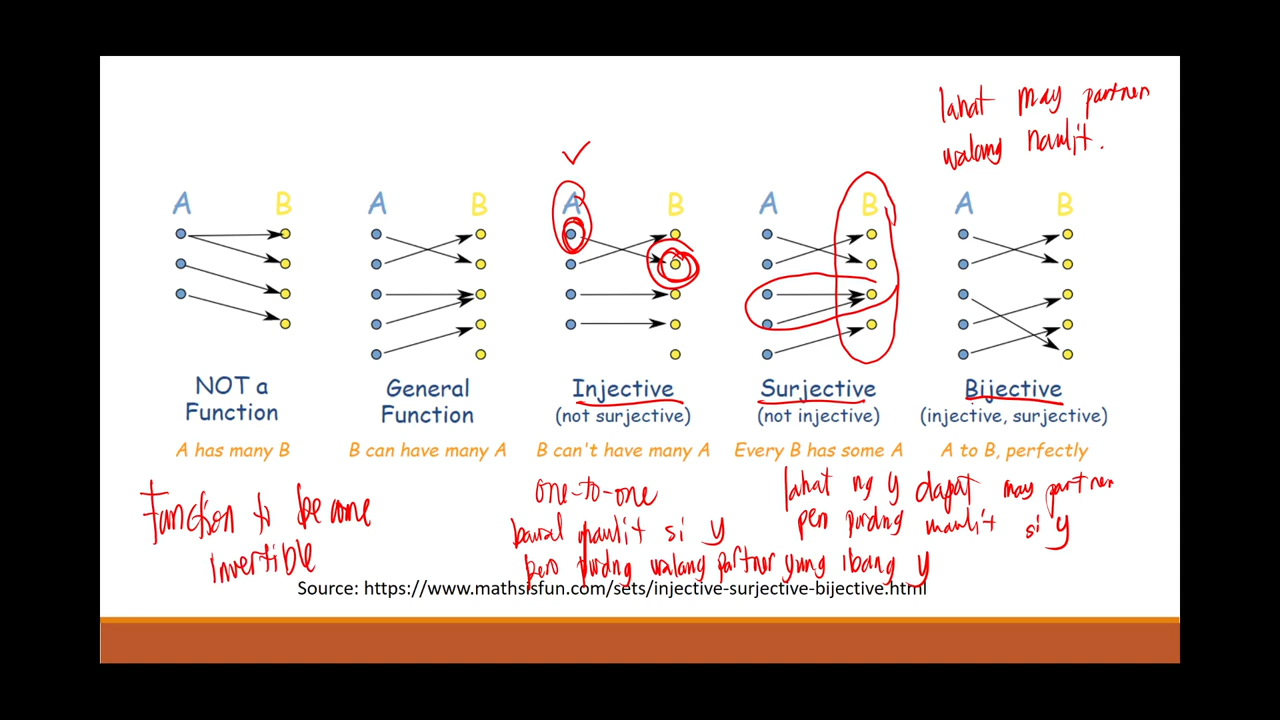 lahat may partner
walang naulit.
A B A B A B A B A B
NOT a
Function
General
Function
Injective
(not surjective)
Surjective
(not injective)
Bijective
(injective, surjective)
A has many B
B can have many A
B can't have many A
Every B has some A
A to B, perfectly
function to become
invertible
one-to-one
bawal maulit si y
pero pwdng walang partner yung ibang y
lahat ng y dapat may partner
pero pwdng maulit si y
Source: https://www.mathsisfun.com/sets/injective-surjective-bijective.html